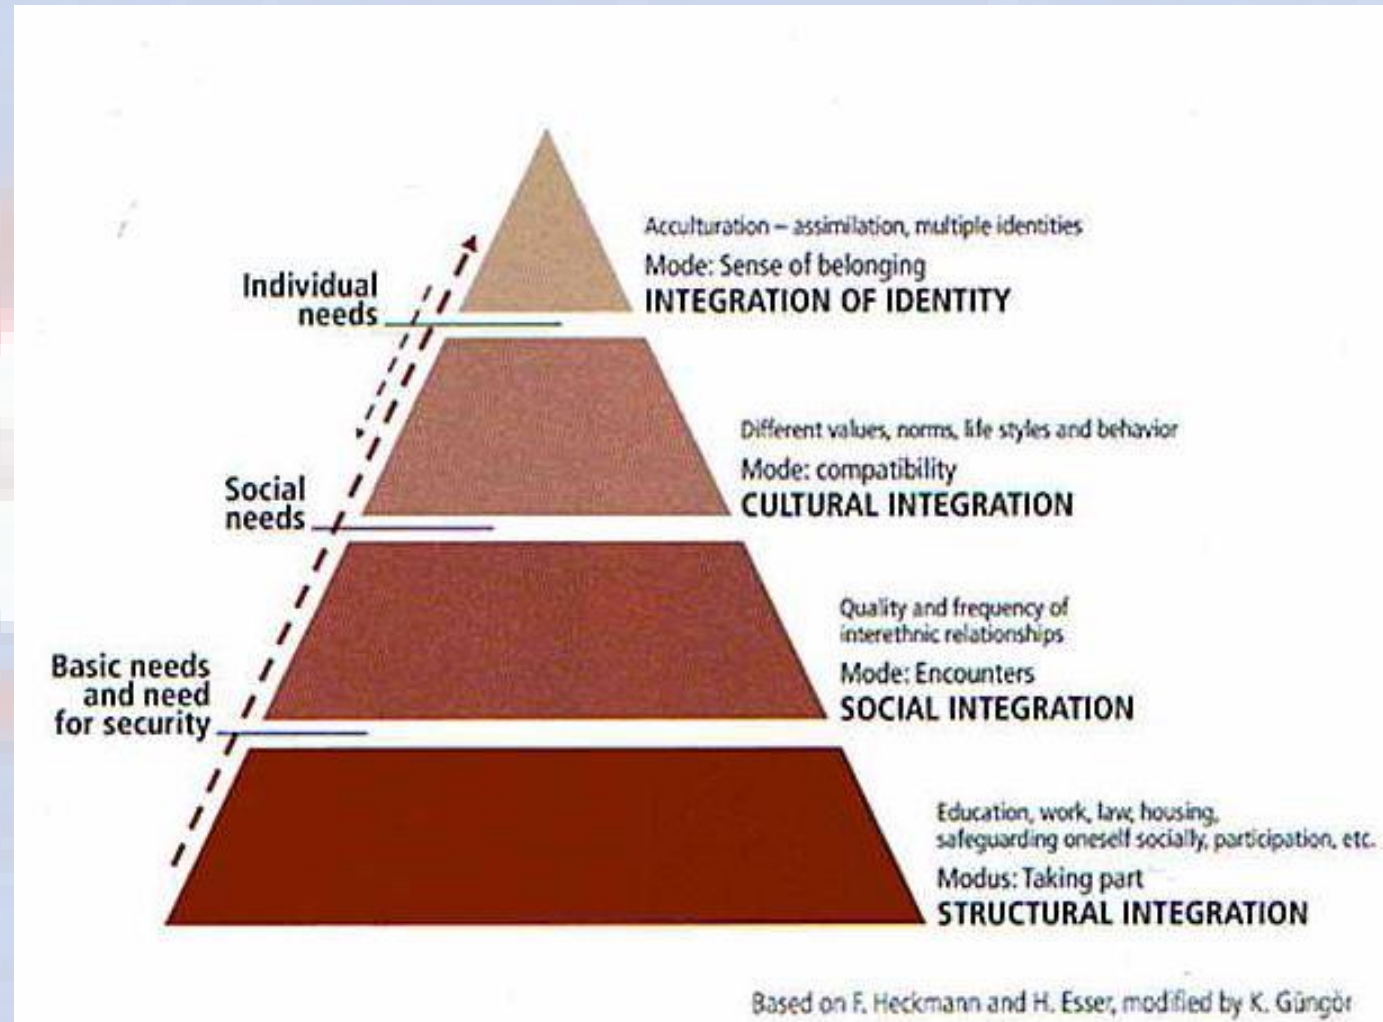 Acculturation – assimilation, multiple identities
Mode: Sense of belonging
INTEGRATION OF IDENTITY
Individual
needs
Different values, norms, life styles and behavior
Mode: compatibility
CULTURAL INTEGRATION
Social
needs
Quality and frequency of
interethnic relationships
Mode: Encounters
SOCIAL INTEGRATION
Basic needs
and need
for security
Education, work, law, housing,
safeguarding oneself socially, participation, etc.
Modus: Taking part
STRUCTURAL INTEGRATION
Based on F. Heckmann and H. Esser, modified by K. Güngör